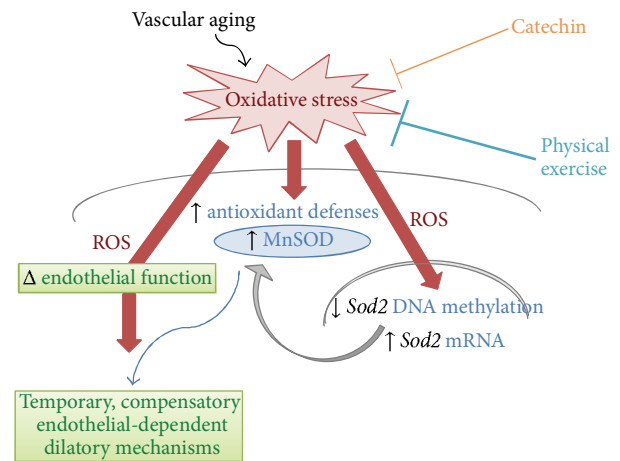 Vascular aging
Catechin
Oxidative stress
Physical
exercise
↑ antioxidant defenses
ROS
ROS
↑ MnSOD
Δ endothelial function
↓ Sod2 DNA methylation
↑ Sod2 mRNA
Temporary, compensatory
endothelial-dependent
dilatory mechanisms